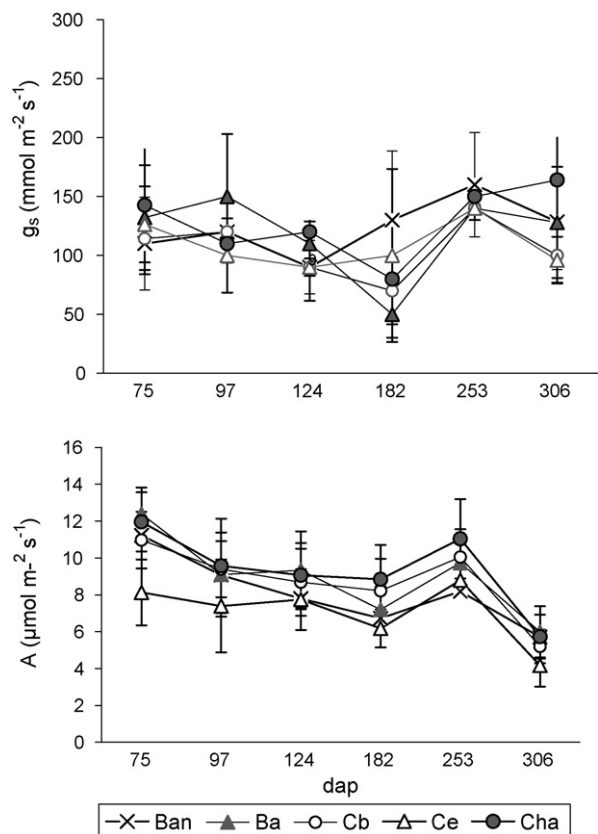 300
250
200
150
100
50
0
gₛ (mmol m⁻² s⁻¹)
75 97 124 182 253 306
16
14
12
10
8
6
4
2
0
A (µmol m-² s⁻¹)
75 97 124 182 253 306
dap
Ban Ba Cb Ce Cha